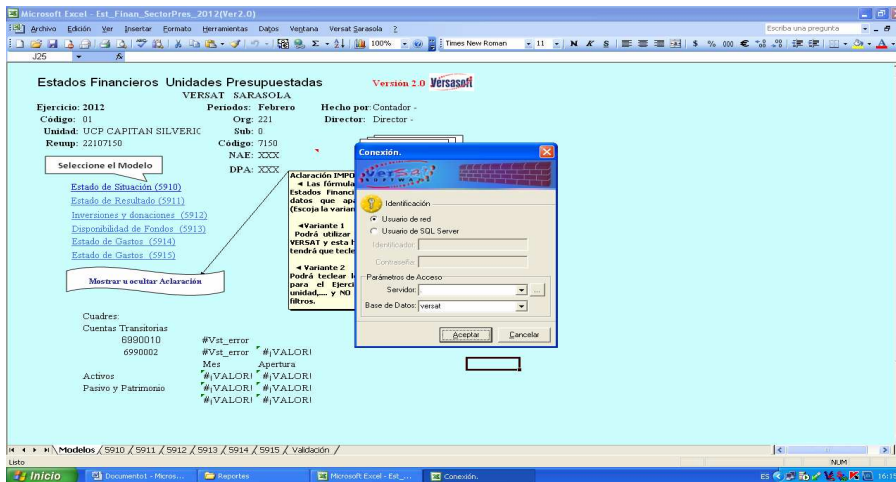 Microsoft Excel - Est_Finan_SectorPres_2012(Ver2.0)
Archivo Edición Ver Insertar Formato Herramientas Datos Ventana Versat Sarasola ? Escriba una pregunta
100% Times New Roman 11 N K S % 000 €
J25 fx
Estados Financieros Unidades Presupuestadas Versión 2.0 Versasoft
VERSAT SARASOLA
Ejercicio: 2012 Periodos: Febrero Hecho por: Contador -
Código: 01 Org: 221 Director: Director -
Unidad: UCP CAPITAN SILVERIC Sub: 0
Reuup: 22107150 Código: 7150
NAE: XXX
DPA: XXX
Seleccione el Modelo
Estado de Situación (5910)
Estado de Resultado (5911)
Inversiones y donaciones (5912)
Disponibilidad de Fondos (5913)
Estado de Gastos (5914)
Estado de Gastos (5915)
Mostrar u ocultar Aclaración
Aclaración IMPO
◄ Las fórmula
Estados Financi
datos que apa
(Escoja la varian
◄Variante 1
Podrá utilizar
VERSAT y esta h
tendrá que tecle
◄ Variante 2
Podrá teclear l
para el Ejerci
unidad,.... y NO
filtros.
Conexión.
VerSat
SOFTWARE
Identificación
Usuario de red
Usuario de SQL Server
Identificador:
Contraseña:
Parámetros de Acceso
Servidor: .
...
Base de Datos: versat
Aceptar Cancelar
Cuadres:
Cuentas Transitorias
6990010 #Vst_error
6990002 #Vst_error #¡VALOR!
Mes Apertura
Activos #¡VALOR! #¡VALOR!
Pasivo y Patrimonio #¡VALOR! #¡VALOR!
#¡VALOR! #¡VALOR!
Modelos / 5910 / 5911 / 5912 / 5913 / 5914 / 5915 / Validación /
Listo NUM
Inicio Documento1 - Micros... Reportes Microsoft Excel - Est_... Conexión. ES 16:15